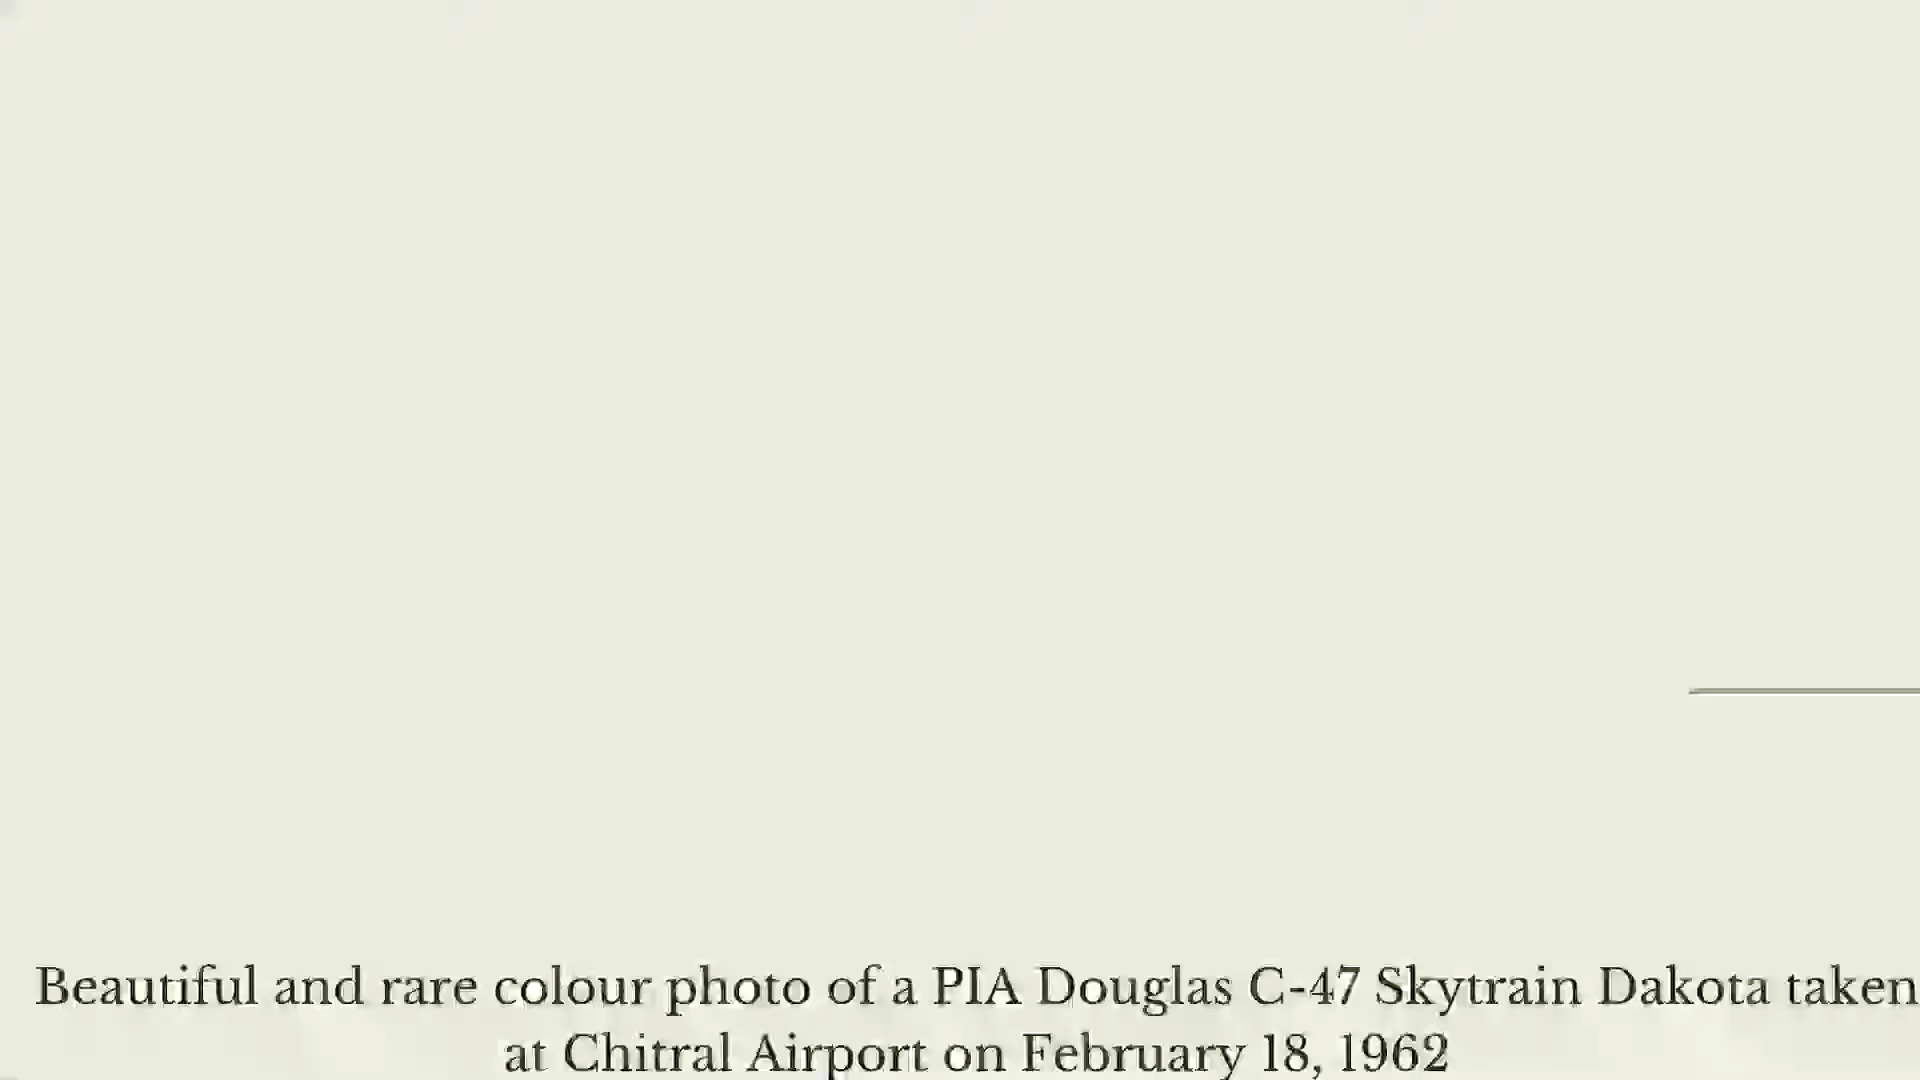 Beautiful and rare colour photo of a PIA Douglas C-47 Skytrain Dakota taken
at Chitral Airport on February 18, 1962